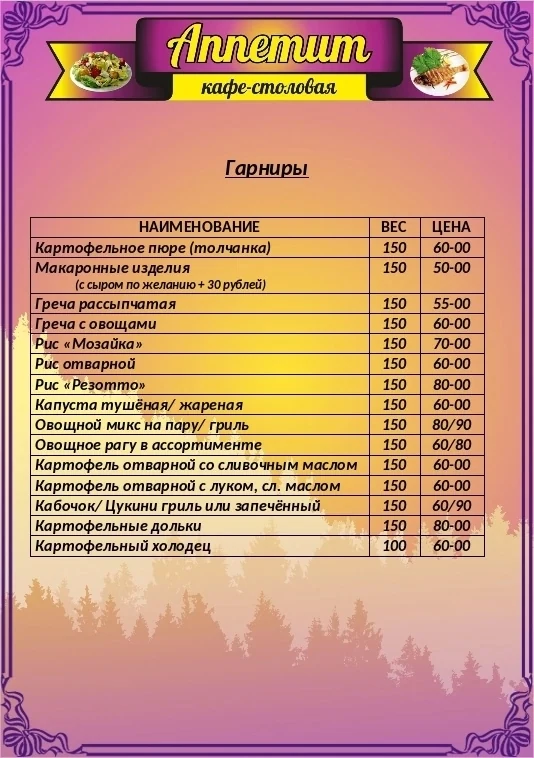 Аппетит
кафе-столовая
Гарниры
НАИМЕНОВАНИЕ ВЕС ЦЕНА
Картофельное пюре (толчанка) 150 60-00
Макаронные изделия 150 50-00
(с сыром по желанию + 30 рублей)
Греча рассыпчатая 150 55-00
Греча с овощами 150 60-00
Рис «Мозайка» 150 70-00
Рис отварной 150 60-00
Рис «Резотто» 150 80-00
Капуста тушёная/ жареная 150 60-00
Овощной микс на пару/ гриль 150 80/90
Овощное рагу в ассортименте 150 60/80
Картофель отварной со сливочным маслом 150 60-00
Картофель отварной с луком, сл. маслом 150 60-00
Кабочок/ Цукини гриль или запечённый 150 60/90
Картофельные дольки 150 80-00
Картофельный холодец 100 60-00